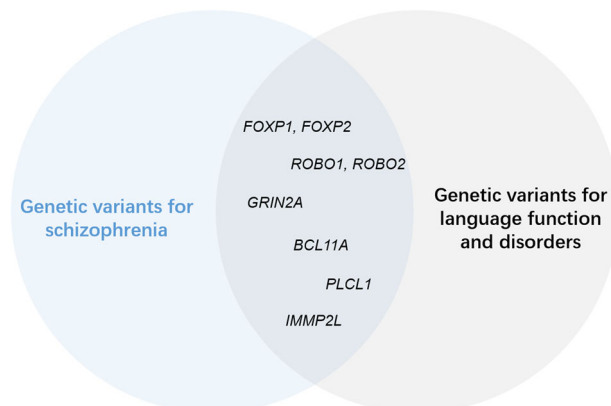 FOXP1, FOXP2
ROBO1, ROBO2
GRIN2A
Genetic variants for
schizophrenia
Genetic variants for
language function
and disorders
BCL11A
PLCL1
IMMP2L